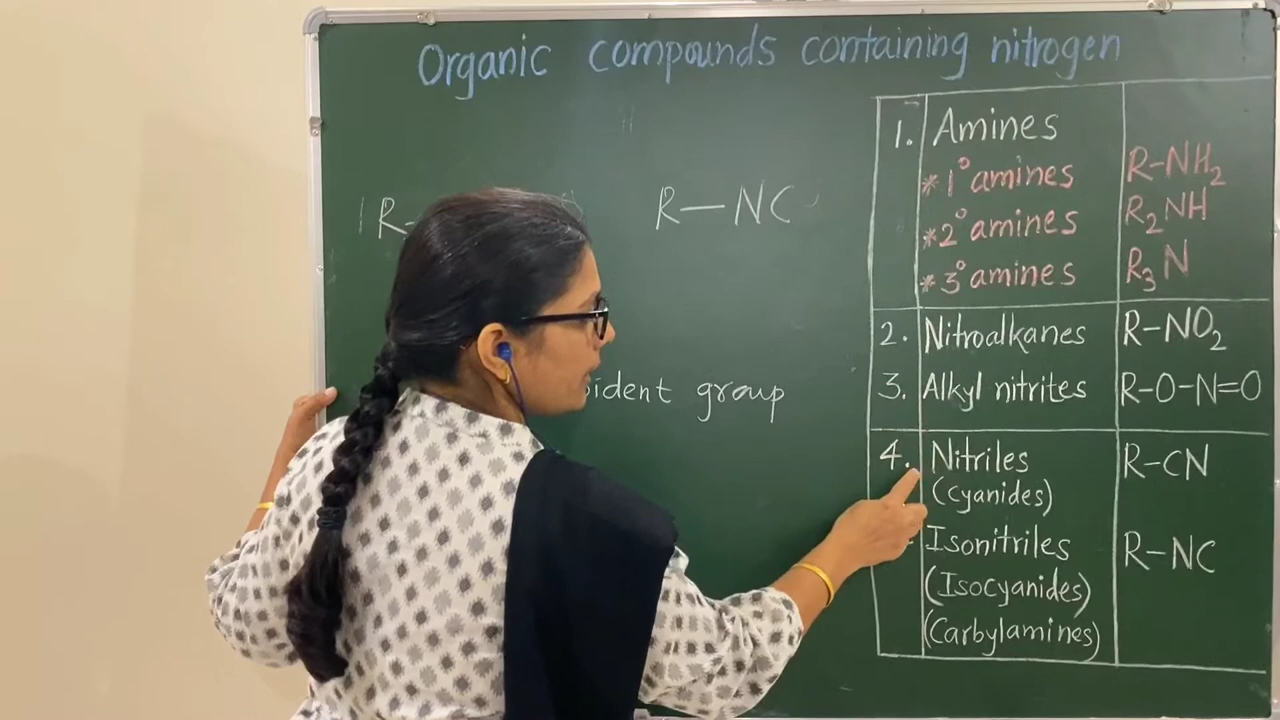 Organic compounds containing nitrogen
R- R—NC
group
1. Amines
*1° amines R-NH₂
*2° amines R₂NH
*3° amines R₃N
2. Nitroalkanes R-NO₂
3. Alkyl nitrites R-O-N=O
4. Nitriles R-CN
(Cyanides)
Isonitriles R-NC
(Isocyanides)
(Carbylamines)